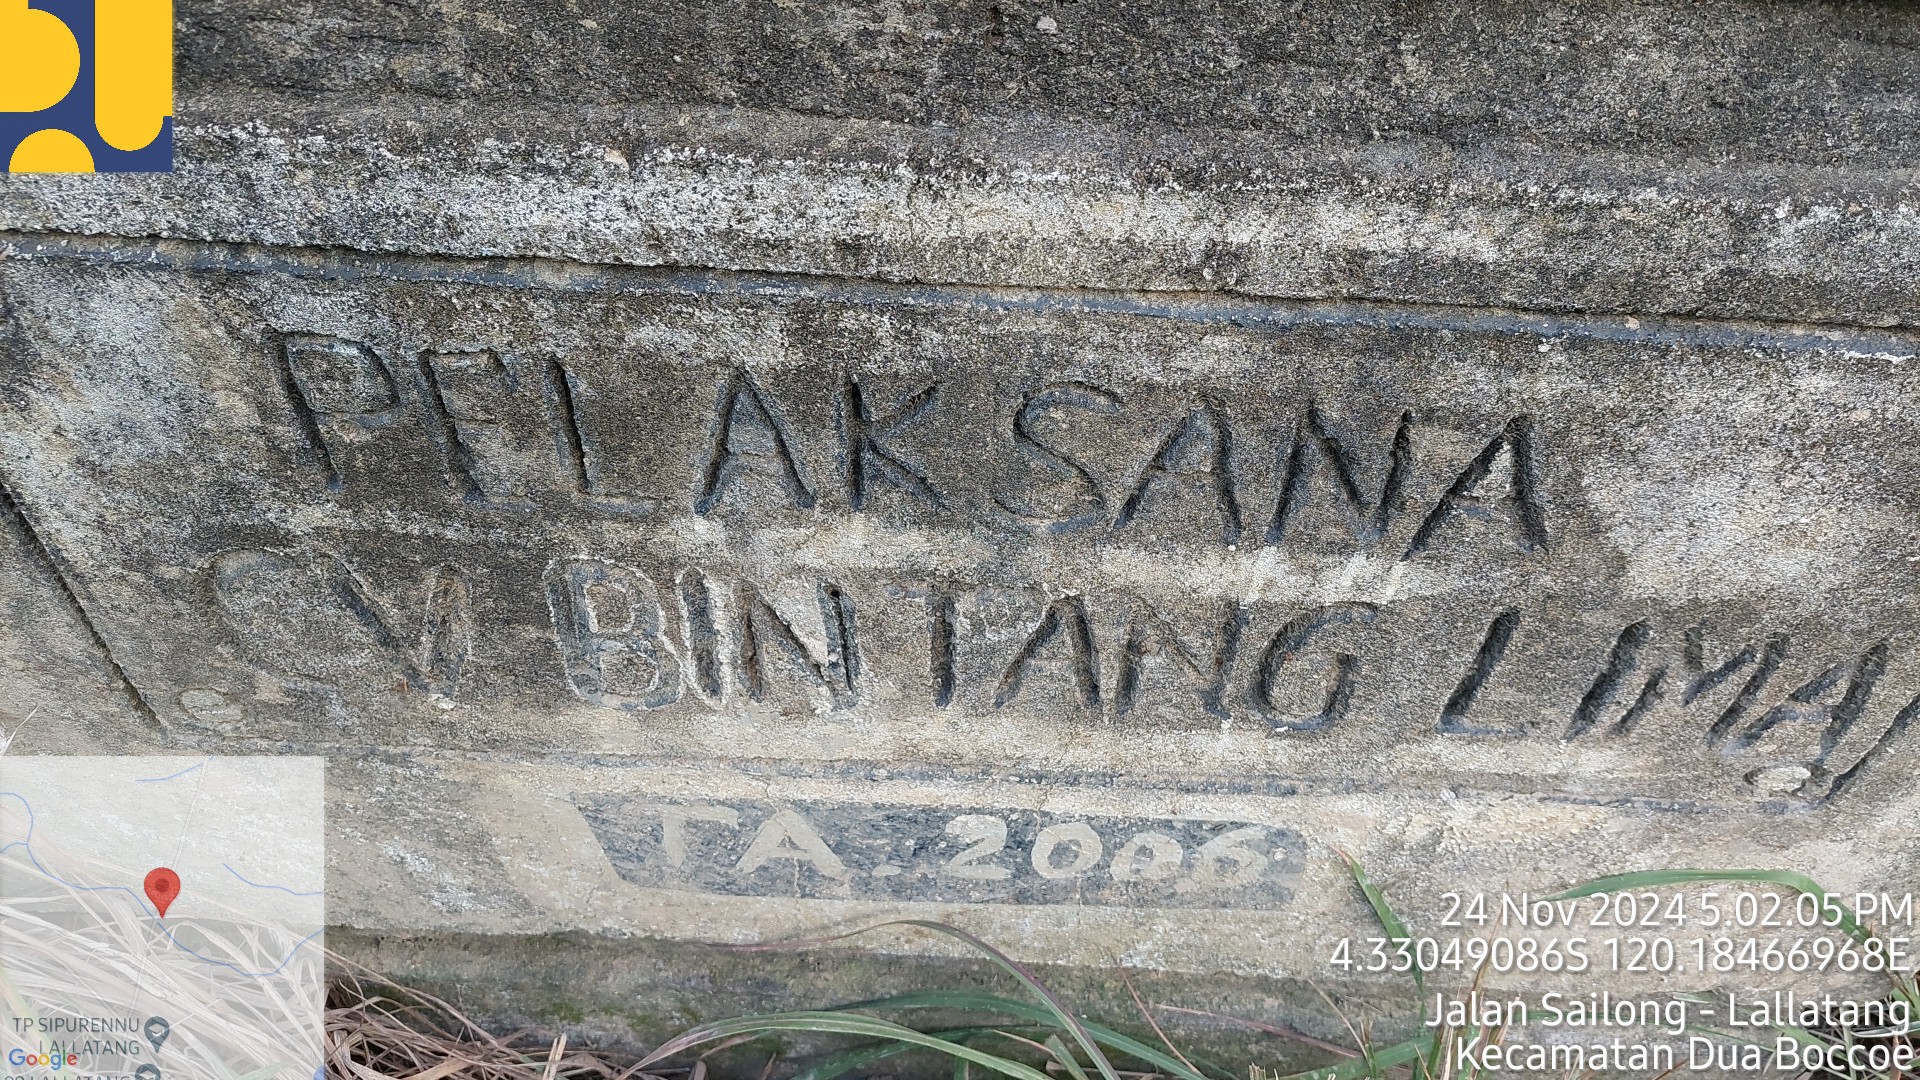 PELAKSANA
CV. BINTANG LIMA
TA. 2006
24 Nov 2024 5.02.05 PM
4.33049086S 120.18466968E
Jalan Sailong - Lallatang
Kecamatan Dua Boccoe
TP SIPURENNU
LALLATANG
Google